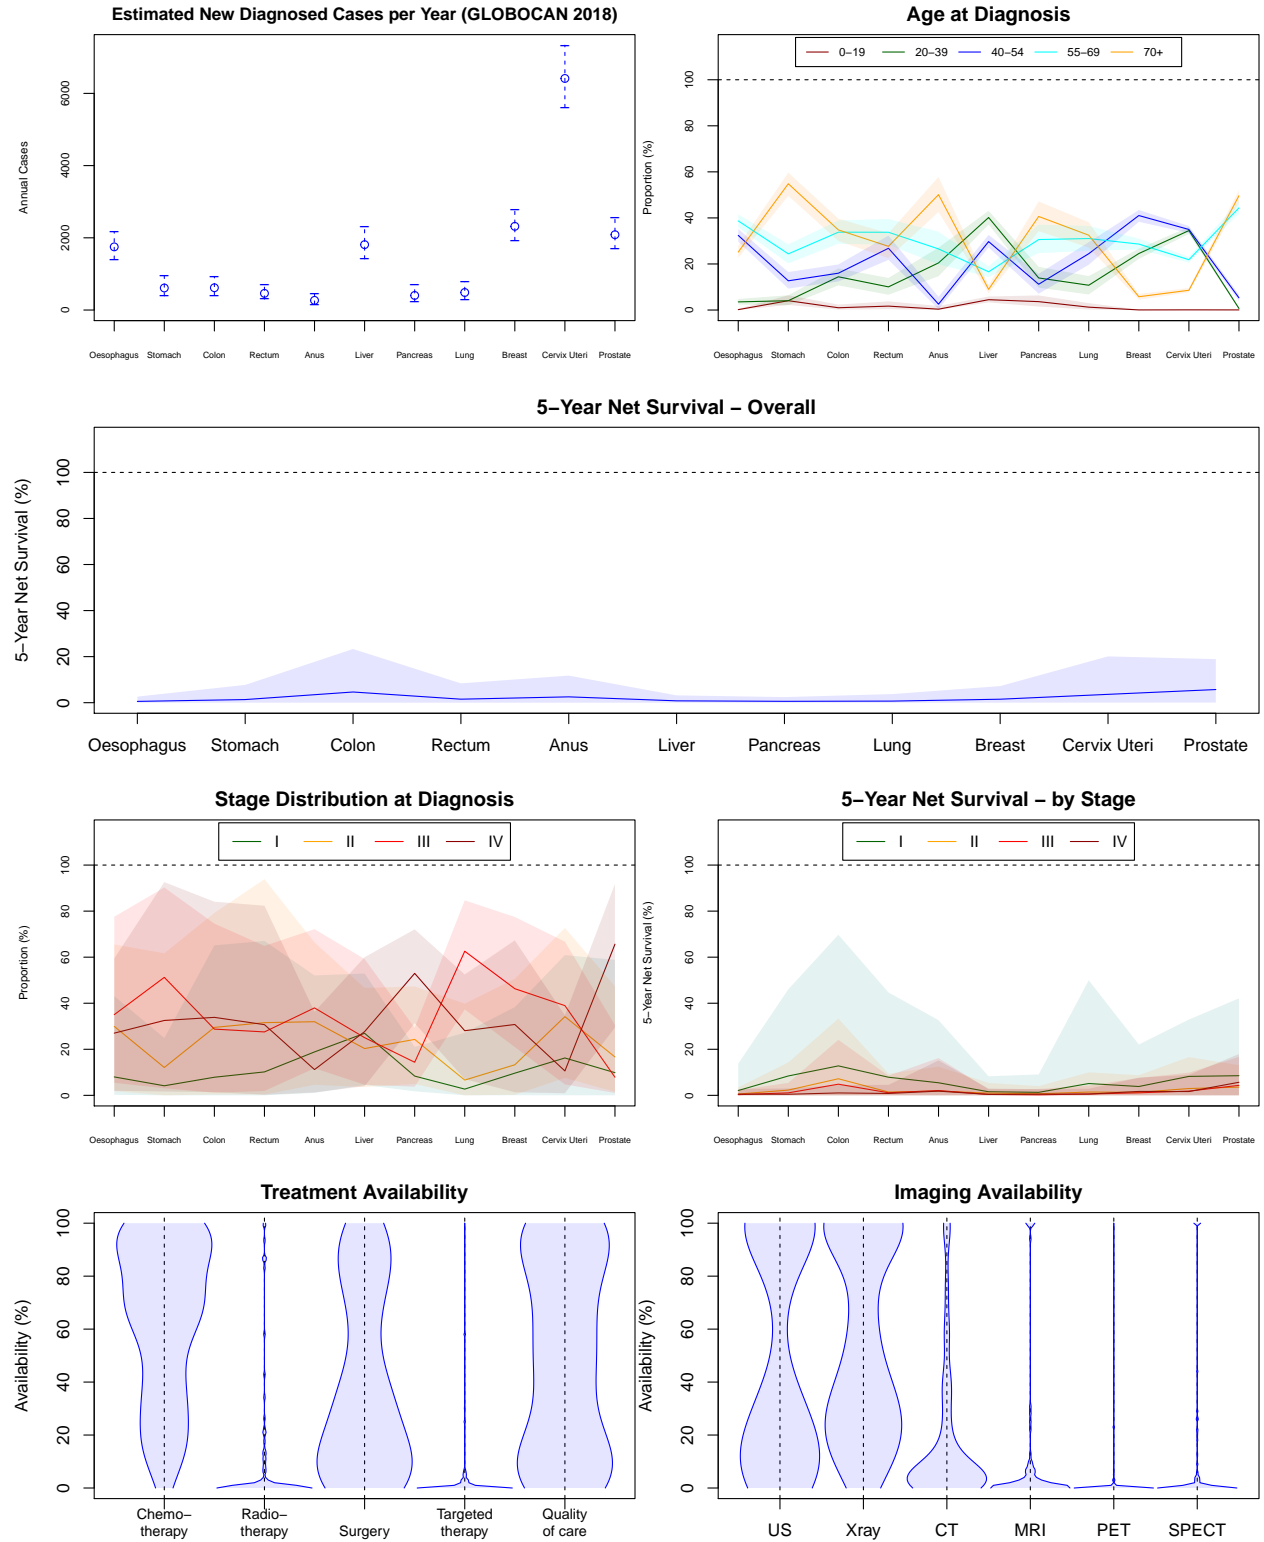 Estimated New Diagnosed Cases per Year (GLOBOCAN 2018)
Annual Cases
0
2000
4000
6000
Oesophagus Stomach Colon Rectum Anus Liver Pancreas Lung Breast Cervix Uteri Prostate
Age at Diagnosis
0–19 20–39 40–54 55–69 70+
Proportion (%)
0
20
40
60
80
100
Oesophagus Stomach Colon Rectum Anus Liver Pancreas Lung Breast Cervix Uteri Prostate
5–Year Net Survival – Overall
5–Year Net Survival (%)
0
20
40
60
80
100
Oesophagus Stomach Colon Rectum Anus Liver Pancreas Lung Breast Cervix Uteri Prostate
Stage Distribution at Diagnosis
I II III IV
Proportion (%)
0
20
40
60
80
100
Oesophagus Stomach Colon Rectum Anus Liver Pancreas Lung Breast Cervix Uteri Prostate
5–Year Net Survival – by Stage
I II III IV
5–Year Net Survival (%)
0
20
40
60
80
100
Oesophagus Stomach Colon Rectum Anus Liver Pancreas Lung Breast Cervix Uteri Prostate
Treatment Availability
Availability (%)
0
20
40
60
80
100
Chemo–
therapy
Radio–
therapy
Surgery
Targeted
therapy
Quality
of care
Imaging Availability
Availability (%)
0
20
40
60
80
100
US Xray CT MRI PET SPECT